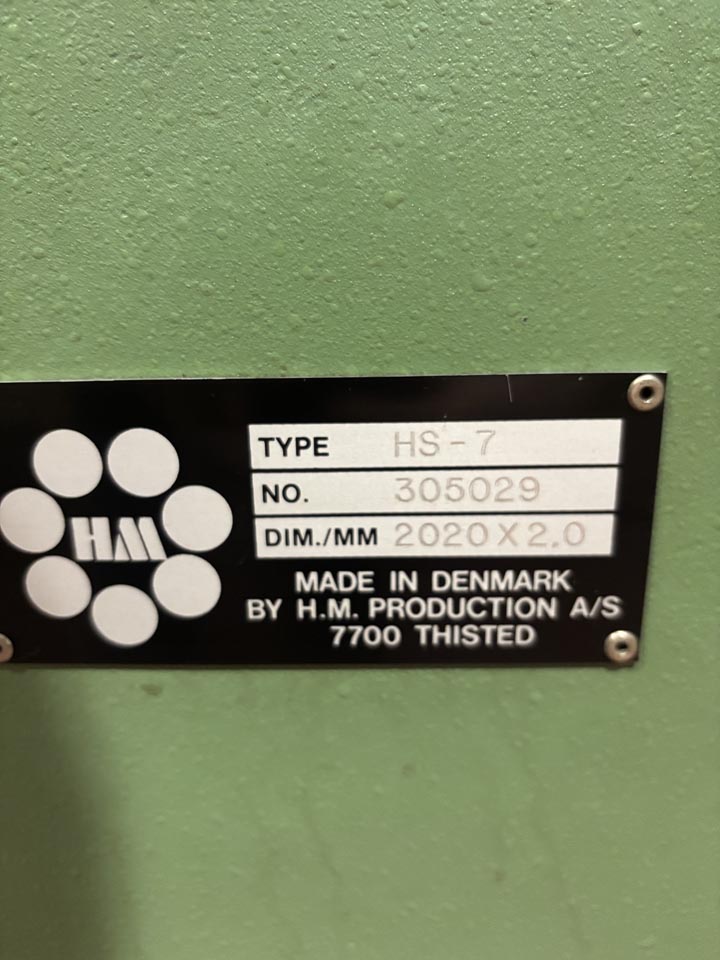 HM
TYPE HS-7
NO. 305029
DIM./MM 2020X2.0
MADE IN DENMARK
BY H.M. PRODUCTION A/S
7700 THISTED